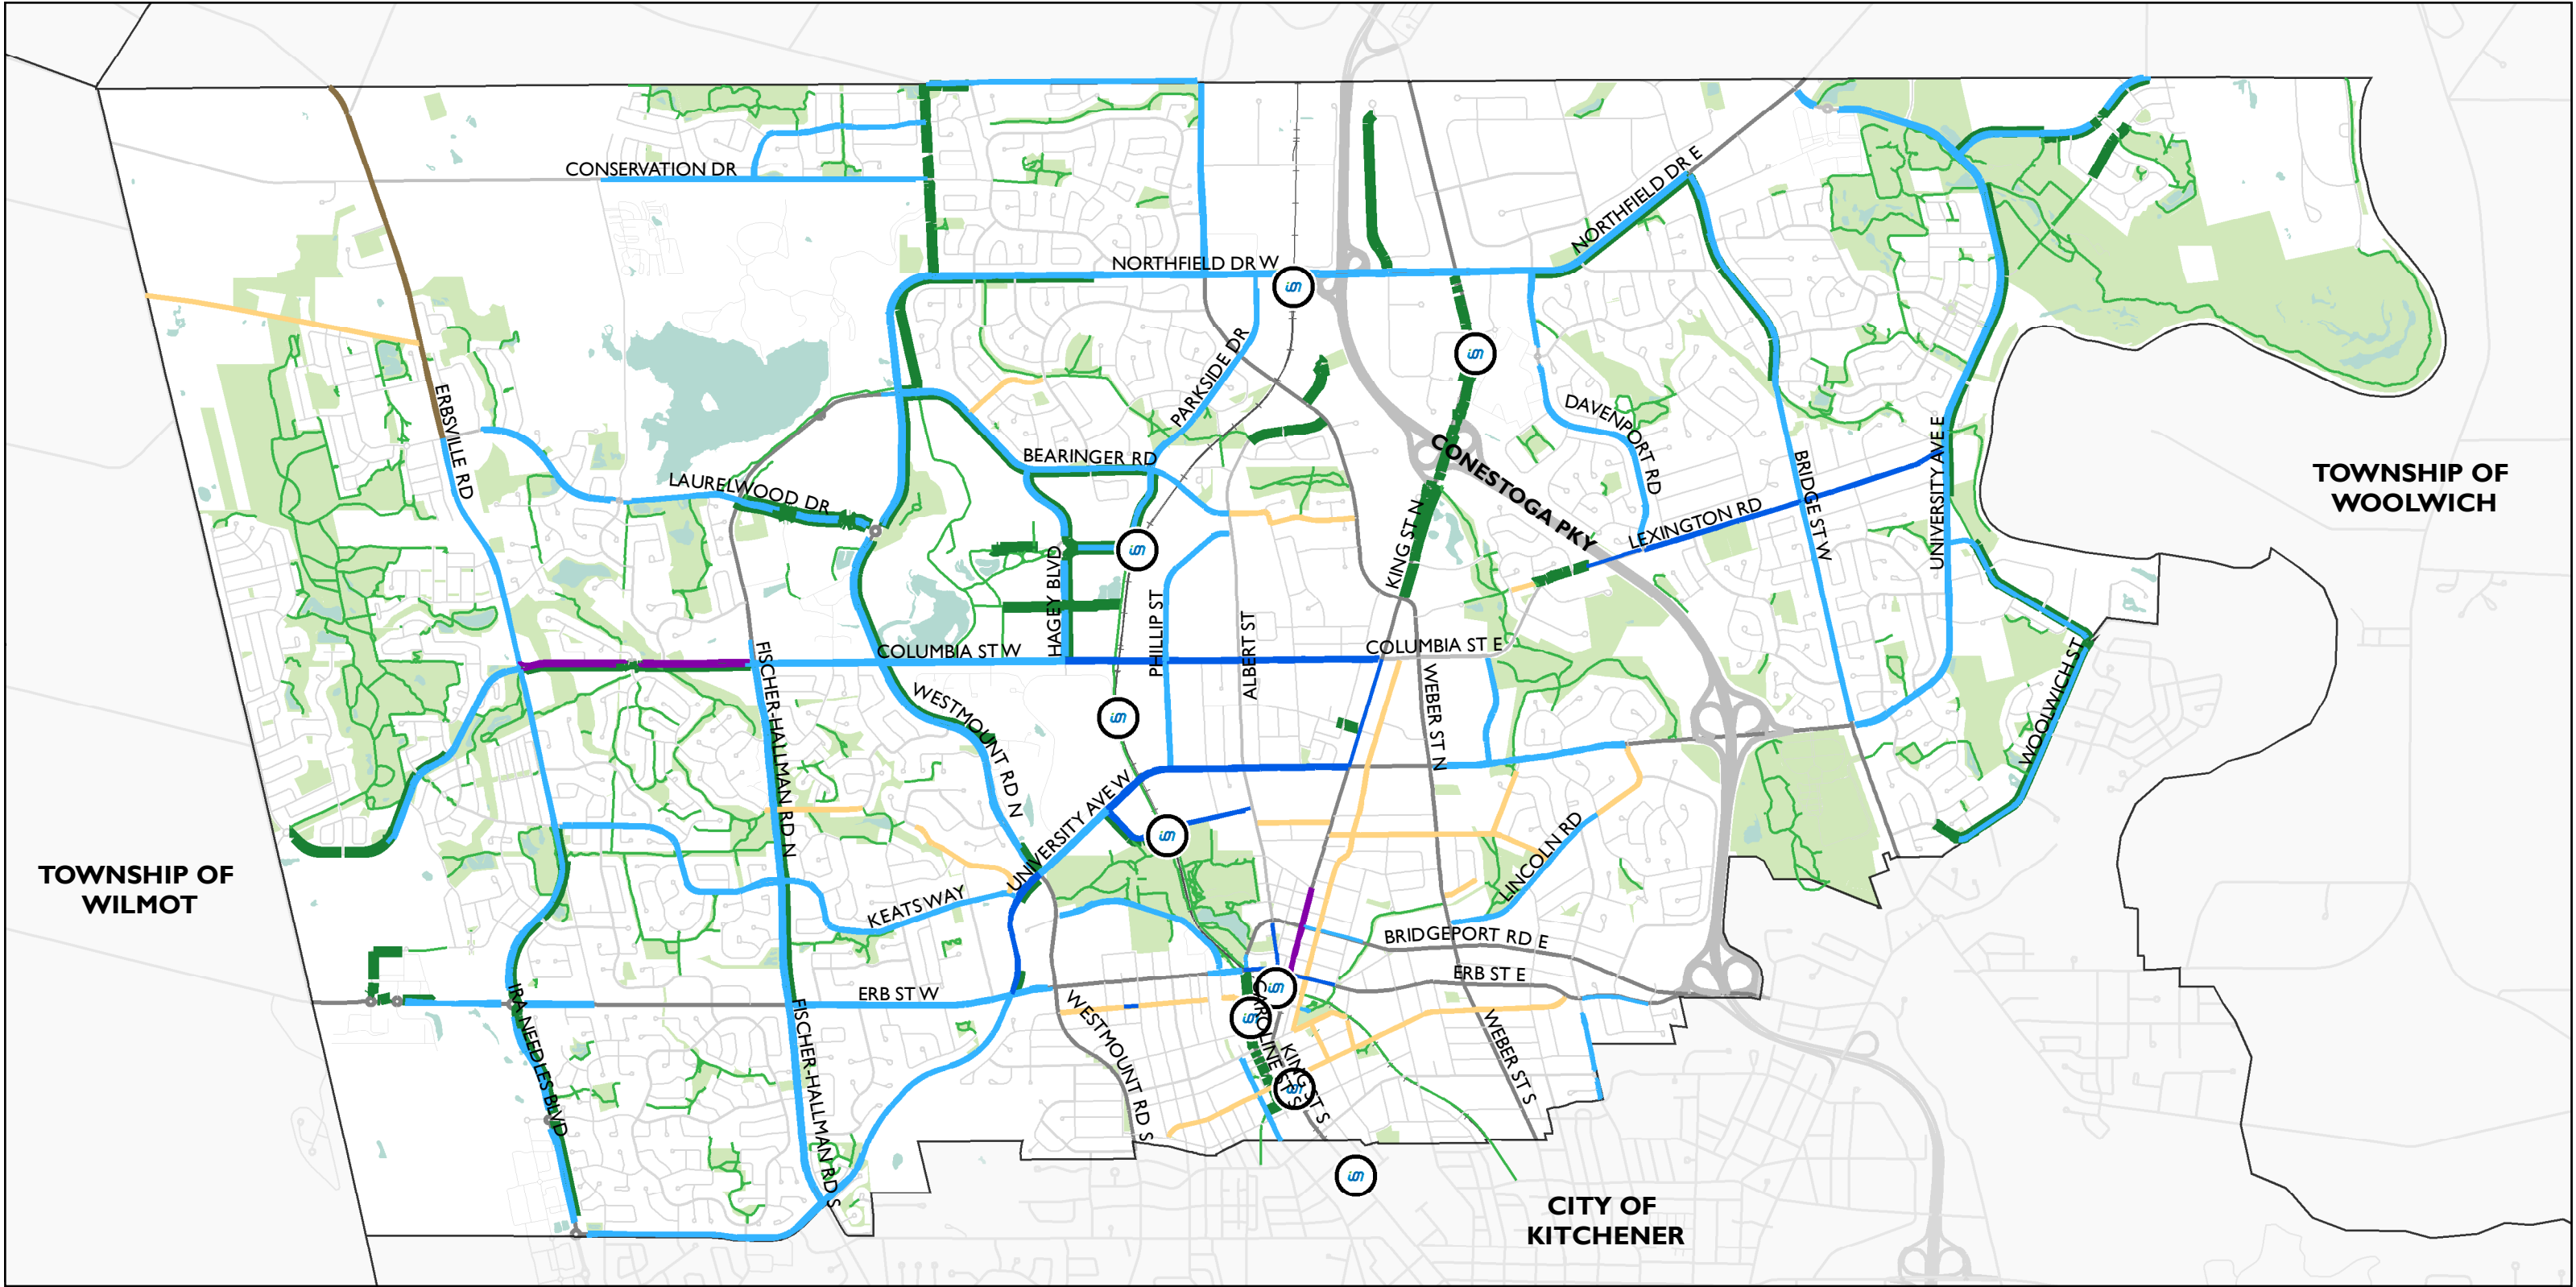 CONSERVATION DR
NORTHFIELD DR E
NORTHFIELD DR W
PARKSIDE DR
ERBSVILLE RD
DAVENPORT RD
CONESTOGA PKY
BEARINGER RD
LAURELWOOD DR
BRIDGE ST W
UNIVERSITY AVE E
TOWNSHIP OF
WOOLWICH
KING ST N
LEXINGTON RD
HAGEY BLVD
PHILLIP ST
ALBERT ST
COLUMBIA ST W
COLUMBIA ST E
FISCHER-HALLMAN RD N
WESTMOUNT RD N
WEBER ST N
WOOLWICH ST
UNIVERSITY AVE W
LINCOLN RD
TOWNSHIP OF
WILMOT
KEATS WAY
BRIDGEPORT RD E
ERB ST E
ERB ST W
IRA NEEDLES BLVD
FISCHER-HALLMAN RD S
WESTMOUNT RD S
CAROLINE ST S
KING ST S
WEBER ST S
CITY OF
KITCHENER